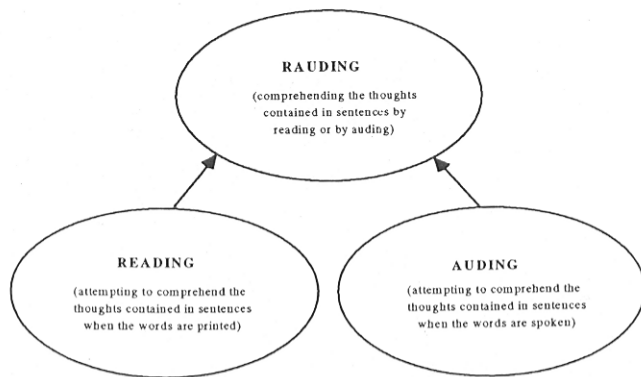 RAUDING
(comprehending the thoughts
contained in sentences by
reading or by auding)
READING
(attempting to comprehend the
thoughts contained in sentences
when the words are printed)
AUDING
(attempting to comprehend the
thoughts contained in sentences
when the words are spoken)